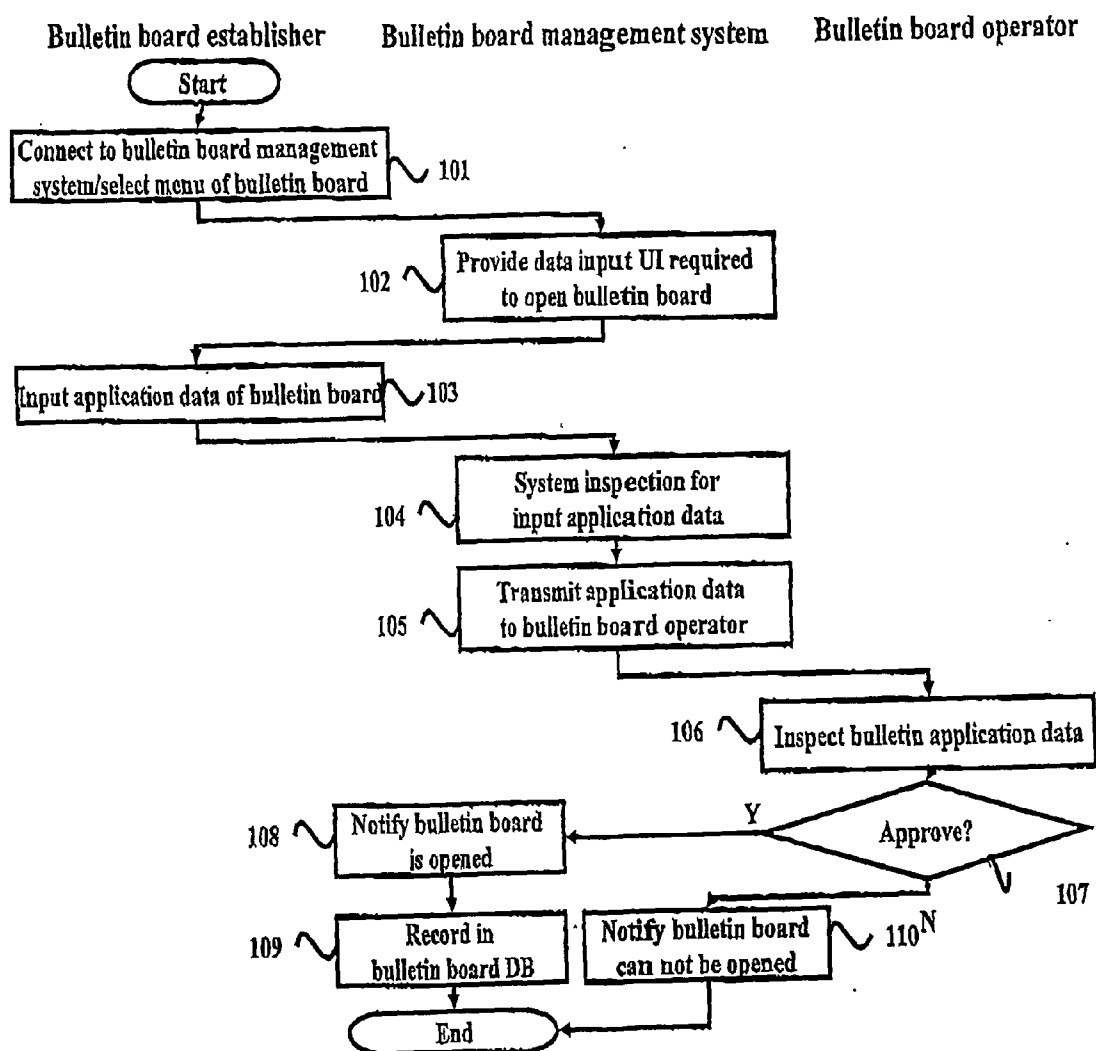 Bulletin board establisher
Bulletin board management system
Bulletin board operator
Start
Connect to bulletin board management
system/select menu of bulletin board
101
102
Provide data input UI required
to open bulletin board
Input application data of bulletin board
103
104
System inspection for
input application data
105
Transmit application data
to bulletin board operator
106
Inspect bulletin application data
Approve?
107
Y
108
Notify bulletin board
is opened
109
Record in
bulletin board DB
N
Notify bulletin board
can not be opened
110
End